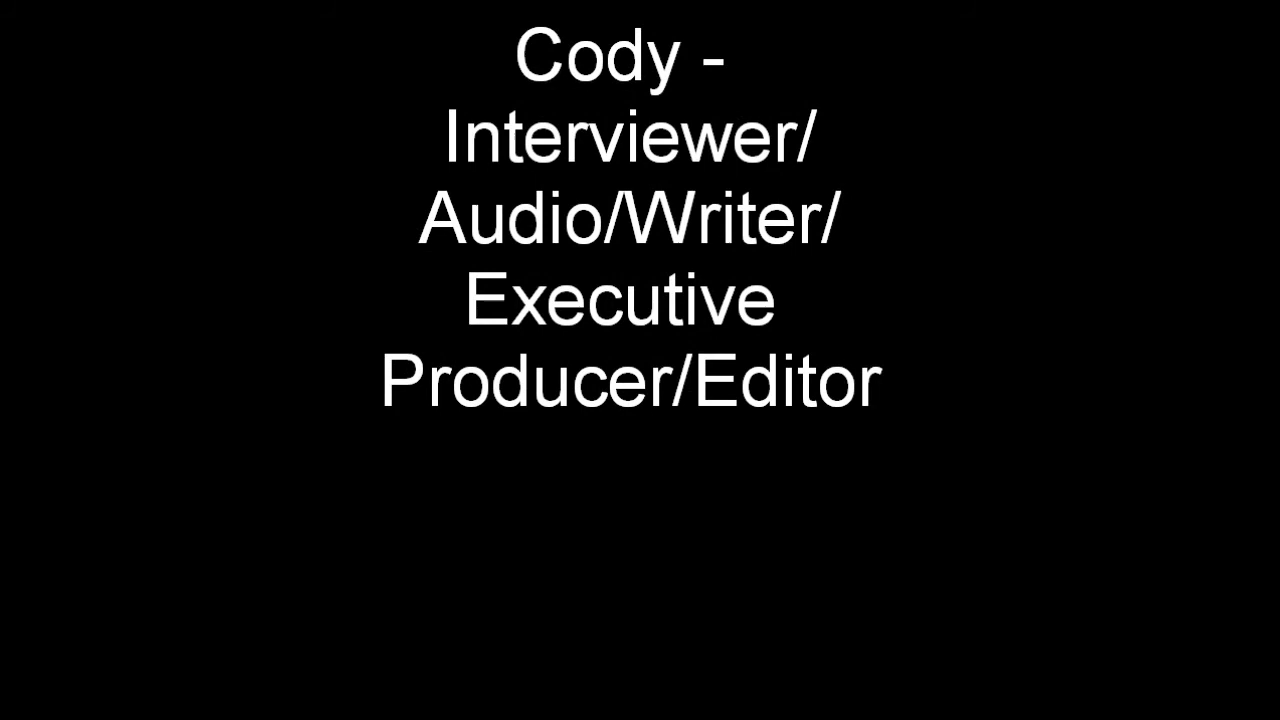 Cody -
Interviewer/
Audio/Writer/
Executive
Producer/Editor